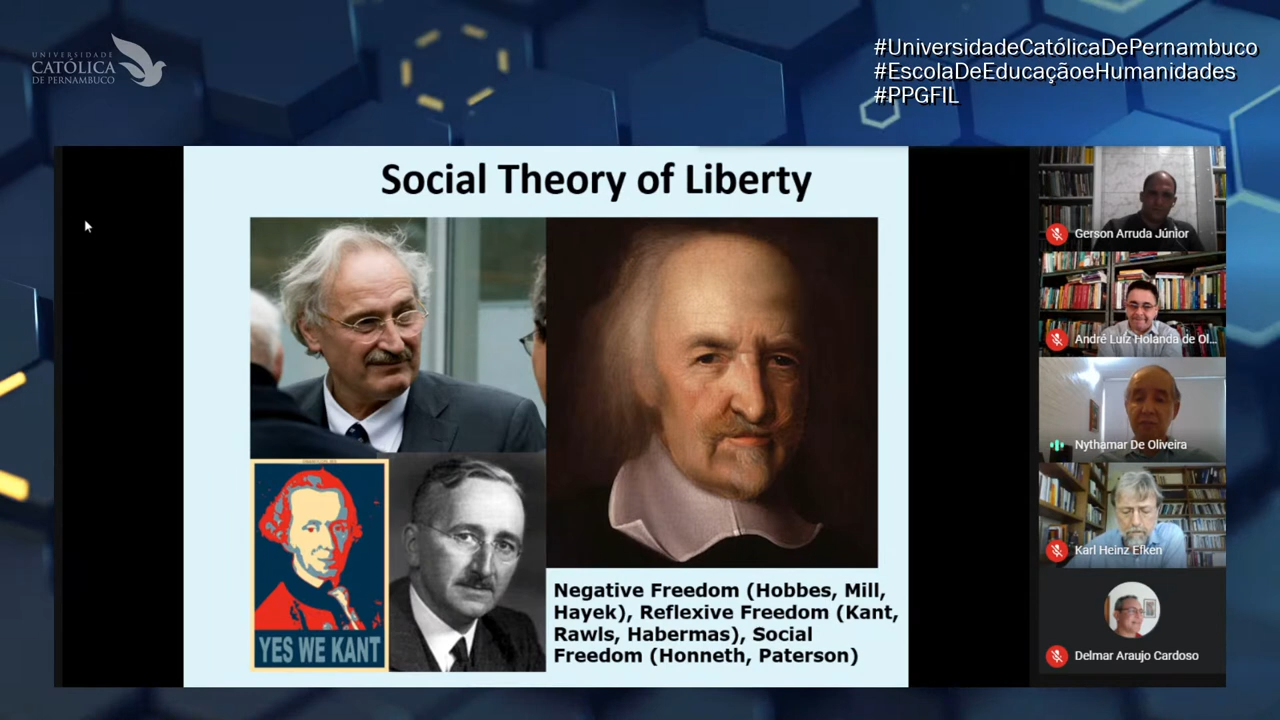 UNIVERSIDADE
CATÓLICA
DE PERNAMBUCO
#UniversidadeCatólicaDePernambuco
#EscolaDeEducaçãoeHumanidades
#PPGFIL
Social Theory of Liberty
YES WE KANT
Negative Freedom (Hobbes, Mill,
Hayek), Reflexive Freedom (Kant,
Rawls, Habermas), Social
Freedom (Honneth, Paterson)
Gerson Arruda Júnior
André Luíz Holanda de Ol...
Nythamar De Oliveira
Karl Heinz Efken
Delmar Araujo Cardoso